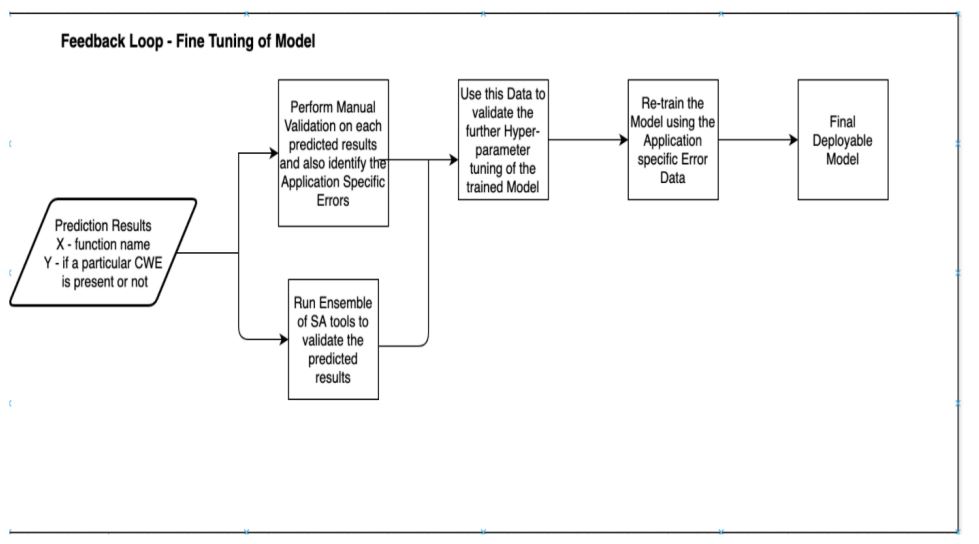 Feedback Loop - Fine Tuning of Model
Prediction Results
X - function name
Y - if a particular CWE
is present or not
Perform Manual
Validation on each
predicted results
and also identify the
Application Specific
Errors
Run Ensemble
of SA tools to
validate the
predicted
results
Use this Data to
validate the
further Hyper-
parameter
tuning of the
trained Model
Re-train the
Model using the
Application
specific Error
Data
Final
Deployable
Model